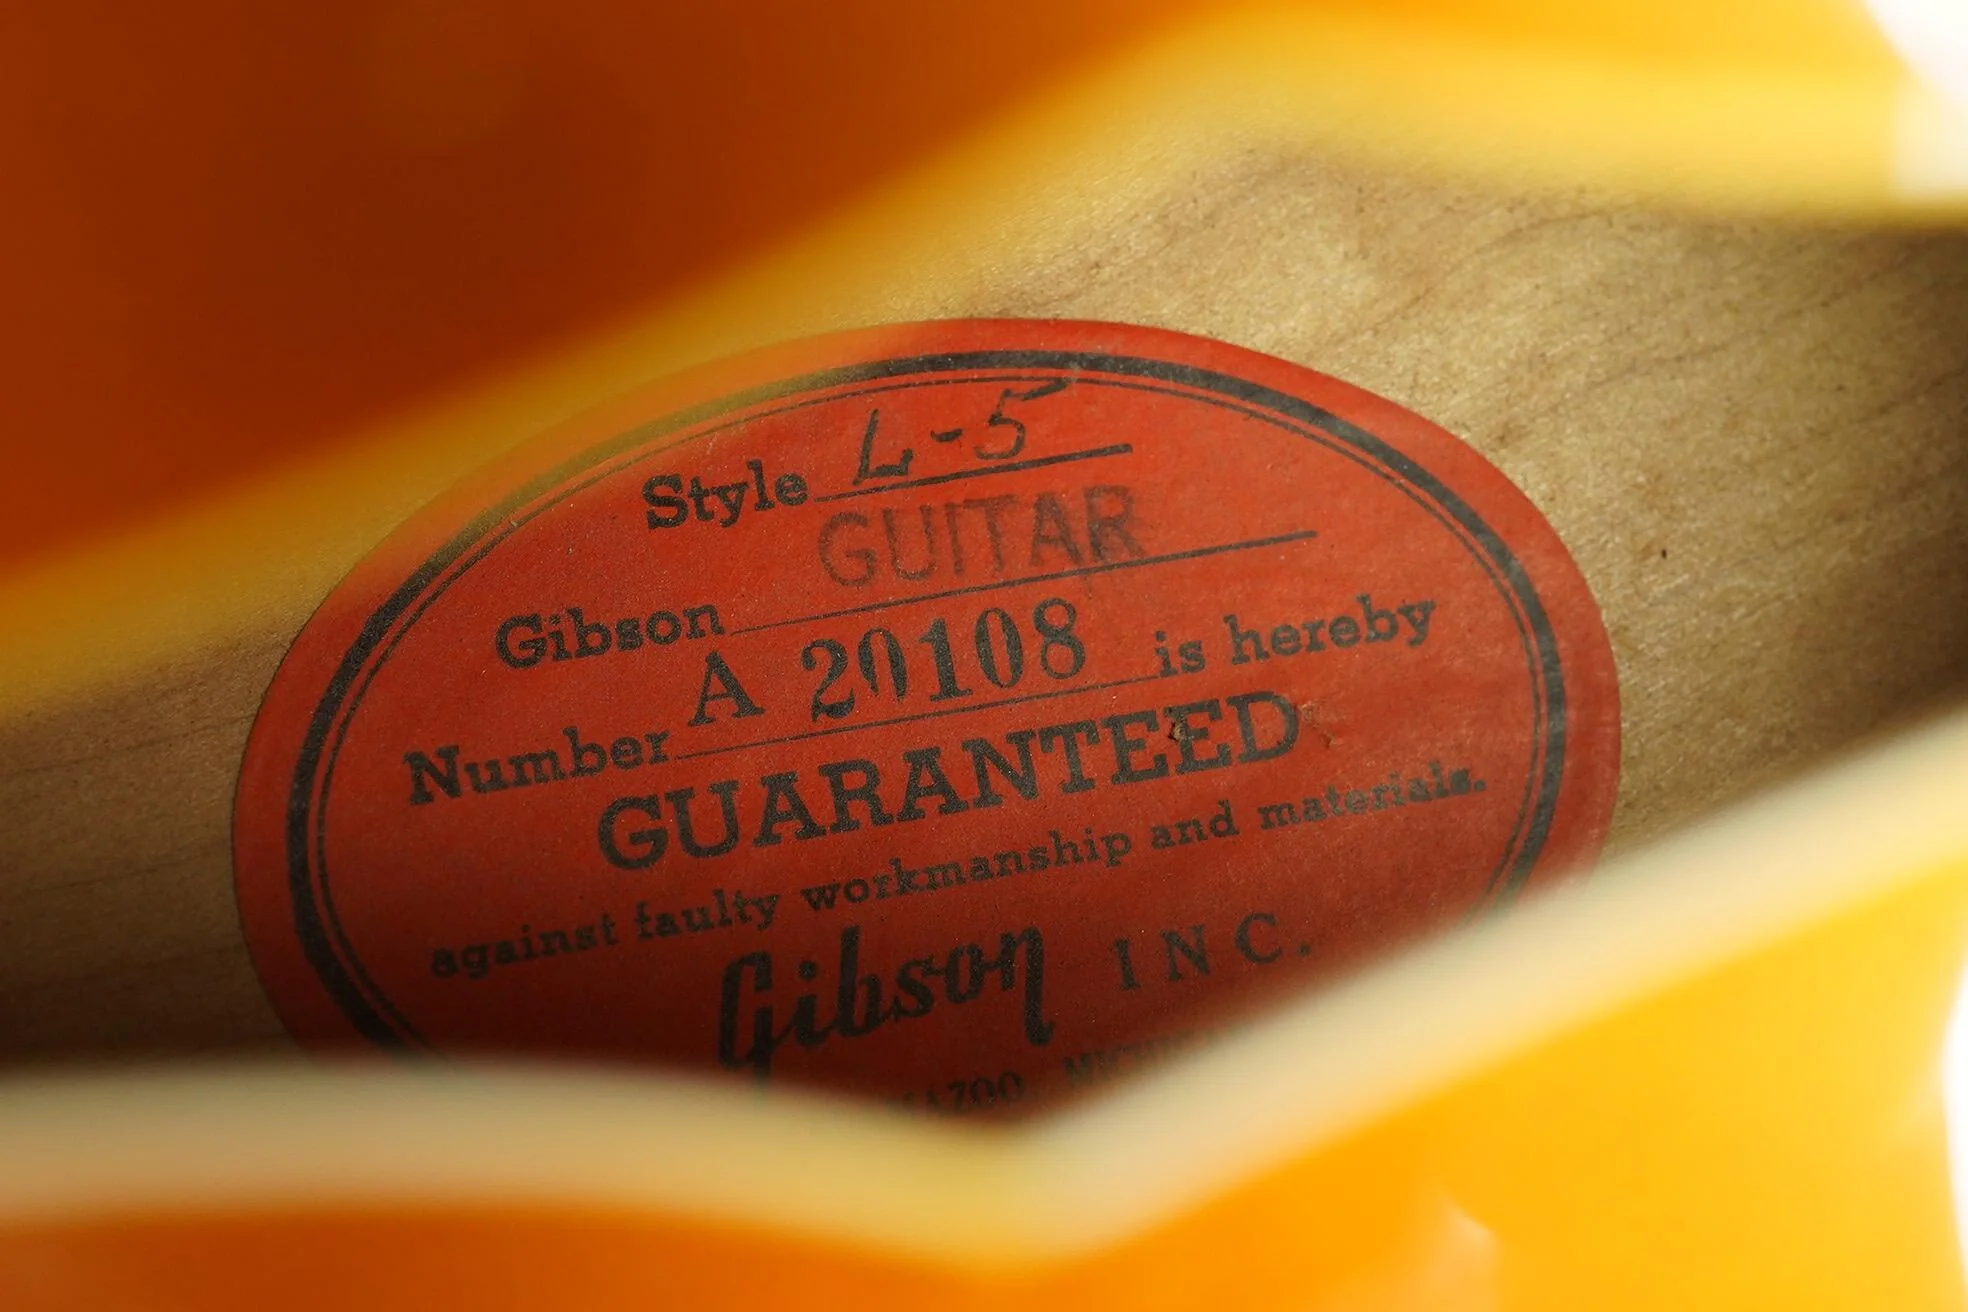 Style L-5
Gibson GUITAR
Number A 20108 is hereby
GUARANTEED
against faulty workmanship and materials.
Gibson INC.